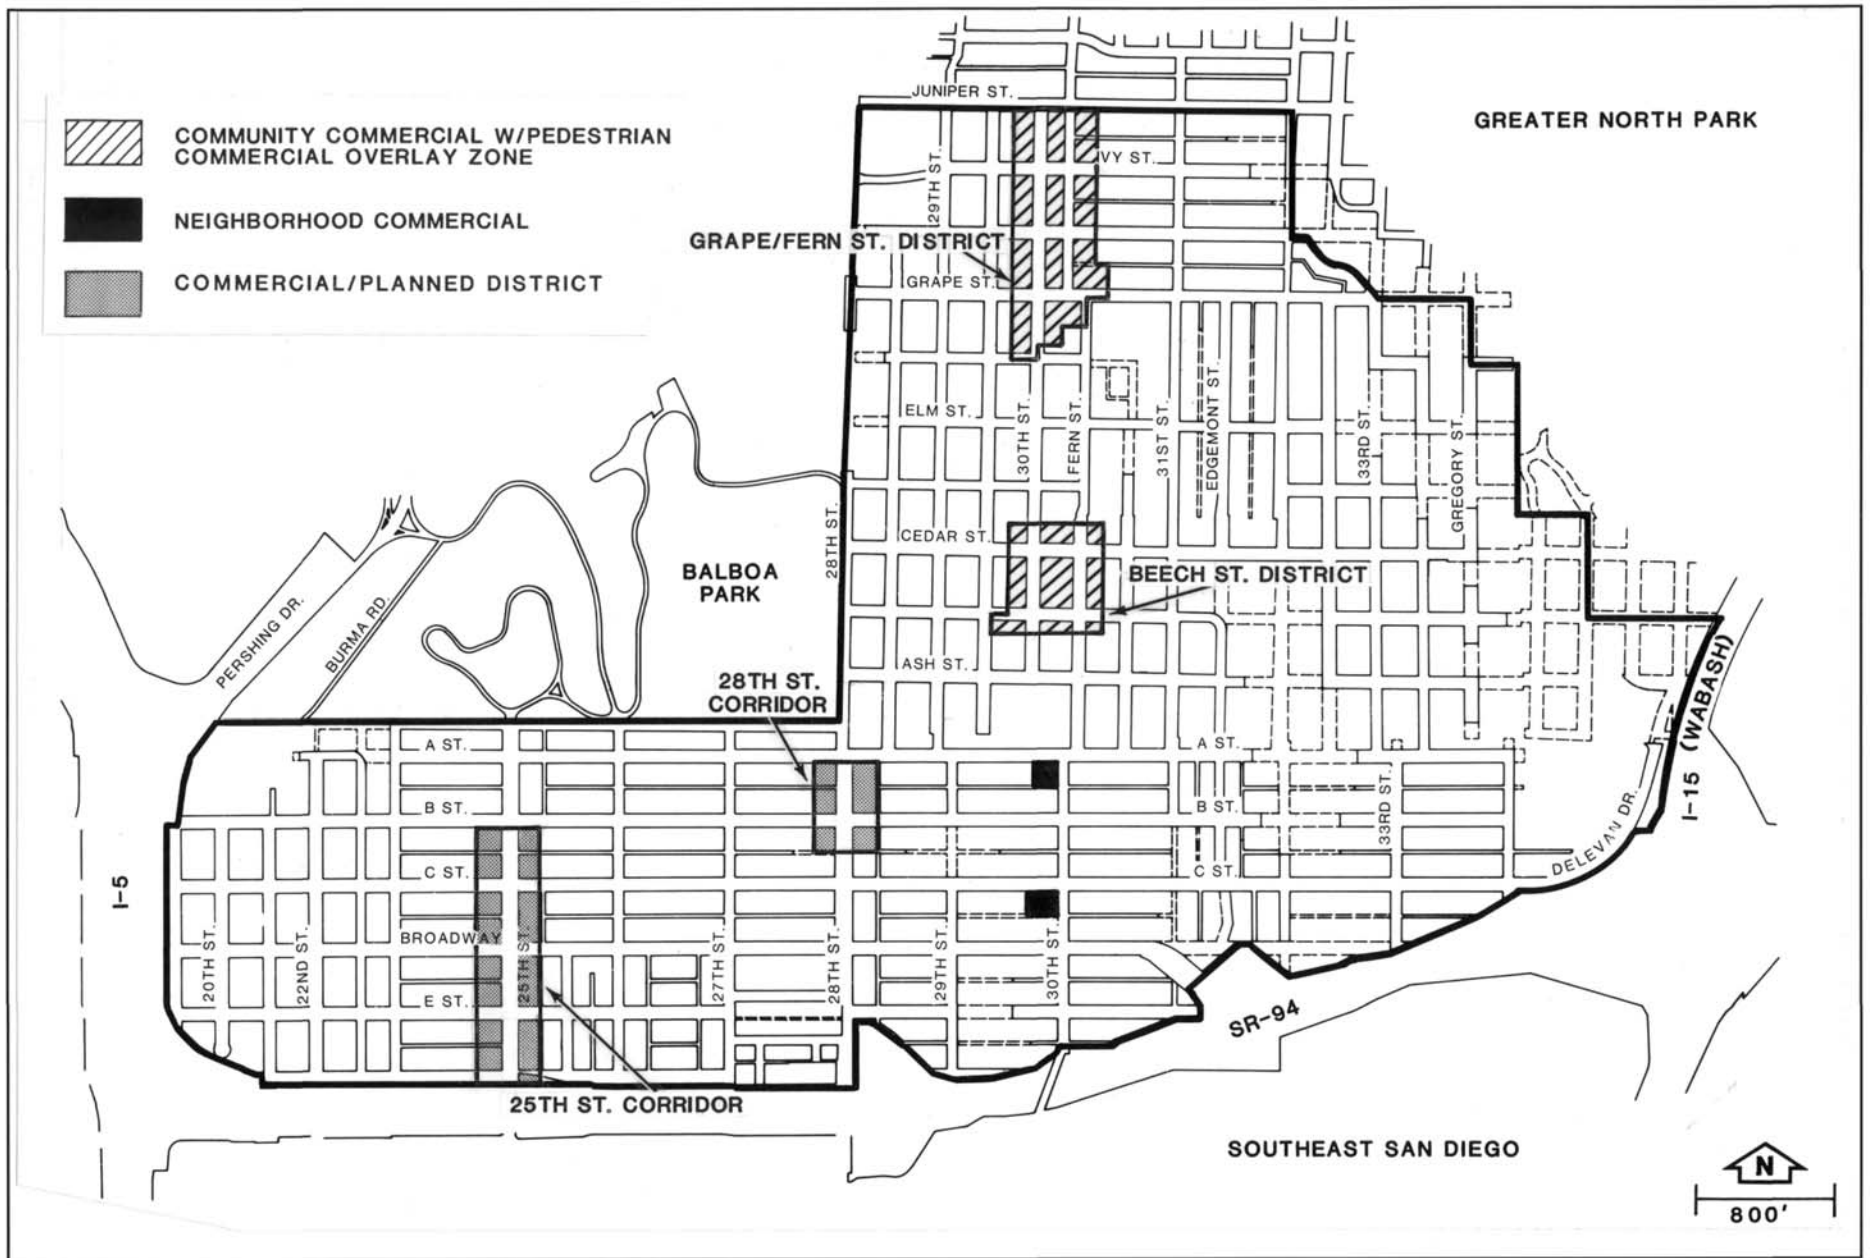 JUNIPER ST.
GREATER NORTH PARK
COMMUNITY COMMERCIAL W/PEDESTRIAN
COMMERCIAL OVERLAY ZONE
NEIGHBORHOOD COMMERCIAL
COMMERCIAL/PLANNED DISTRICT
29TH ST.
VY ST.
GRAPE/FERN ST. DISTRICT
GRAPE ST.
ELM ST.
30TH ST.
FERN ST.
31ST ST.
EDGEMONT ST.
33RD ST.
GREGORY ST.
28TH ST.
CEDAR ST.
BALBOA
PARK
BEECH ST. DISTRICT
PERSHING DR.
BURMA RD.
ASH ST.
28TH ST.
CORRIDOR
I-15 (WABASH)
A ST.
A ST.
B ST.
B ST.
33RD ST.
DELEVAN DR.
C ST.
C ST.
I-5
BROADWAY
20TH ST.
22ND ST.
25TH ST.
27TH ST.
28TH ST.
29TH ST.
30TH ST.
E ST.
SR-94
25TH ST. CORRIDOR
SOUTHEAST SAN DIEGO
N
800'